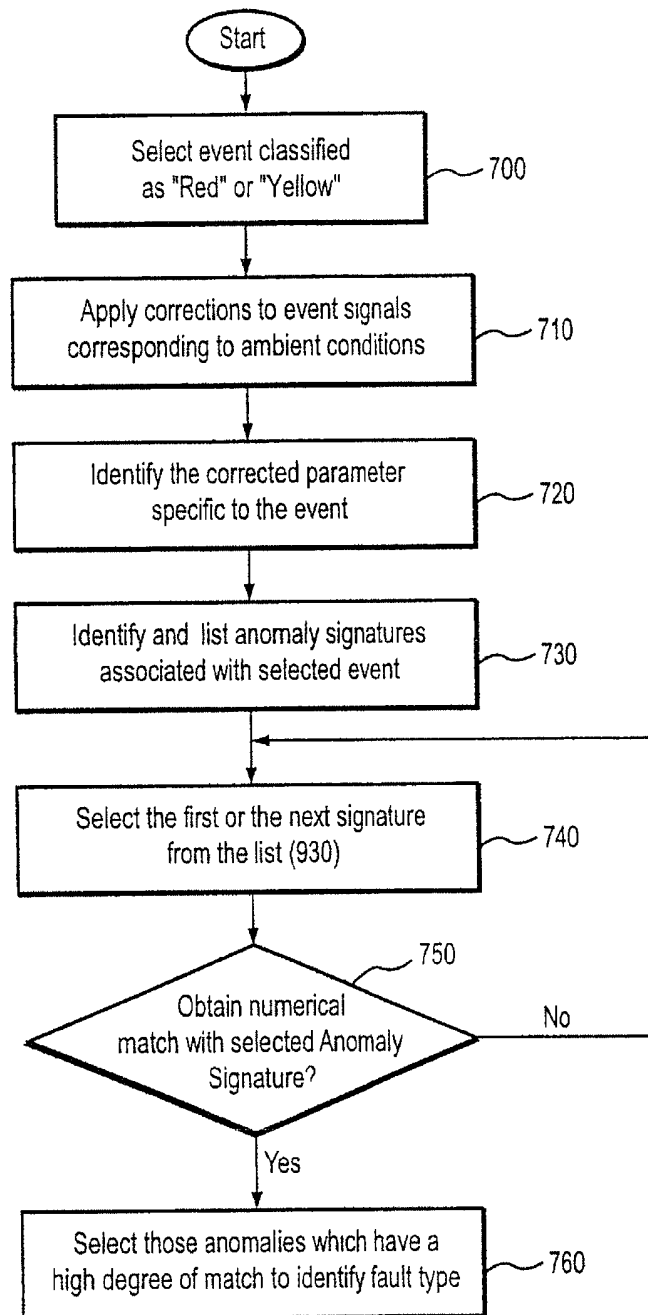 Start
Select event classified
as "Red" or "Yellow"
700
Apply corrections to event signals
corresponding to ambient conditions
710
Identify the corrected parameter
specific to the event
720
Identify and list anomaly signatures
associated with selected event
730
Select the first or the next signature
from the list (930)
740
750
Obtain numerical
match with selected Anomaly
Signature?
No
Yes
Select those anomalies which have a
high degree of match to identify fault type
760